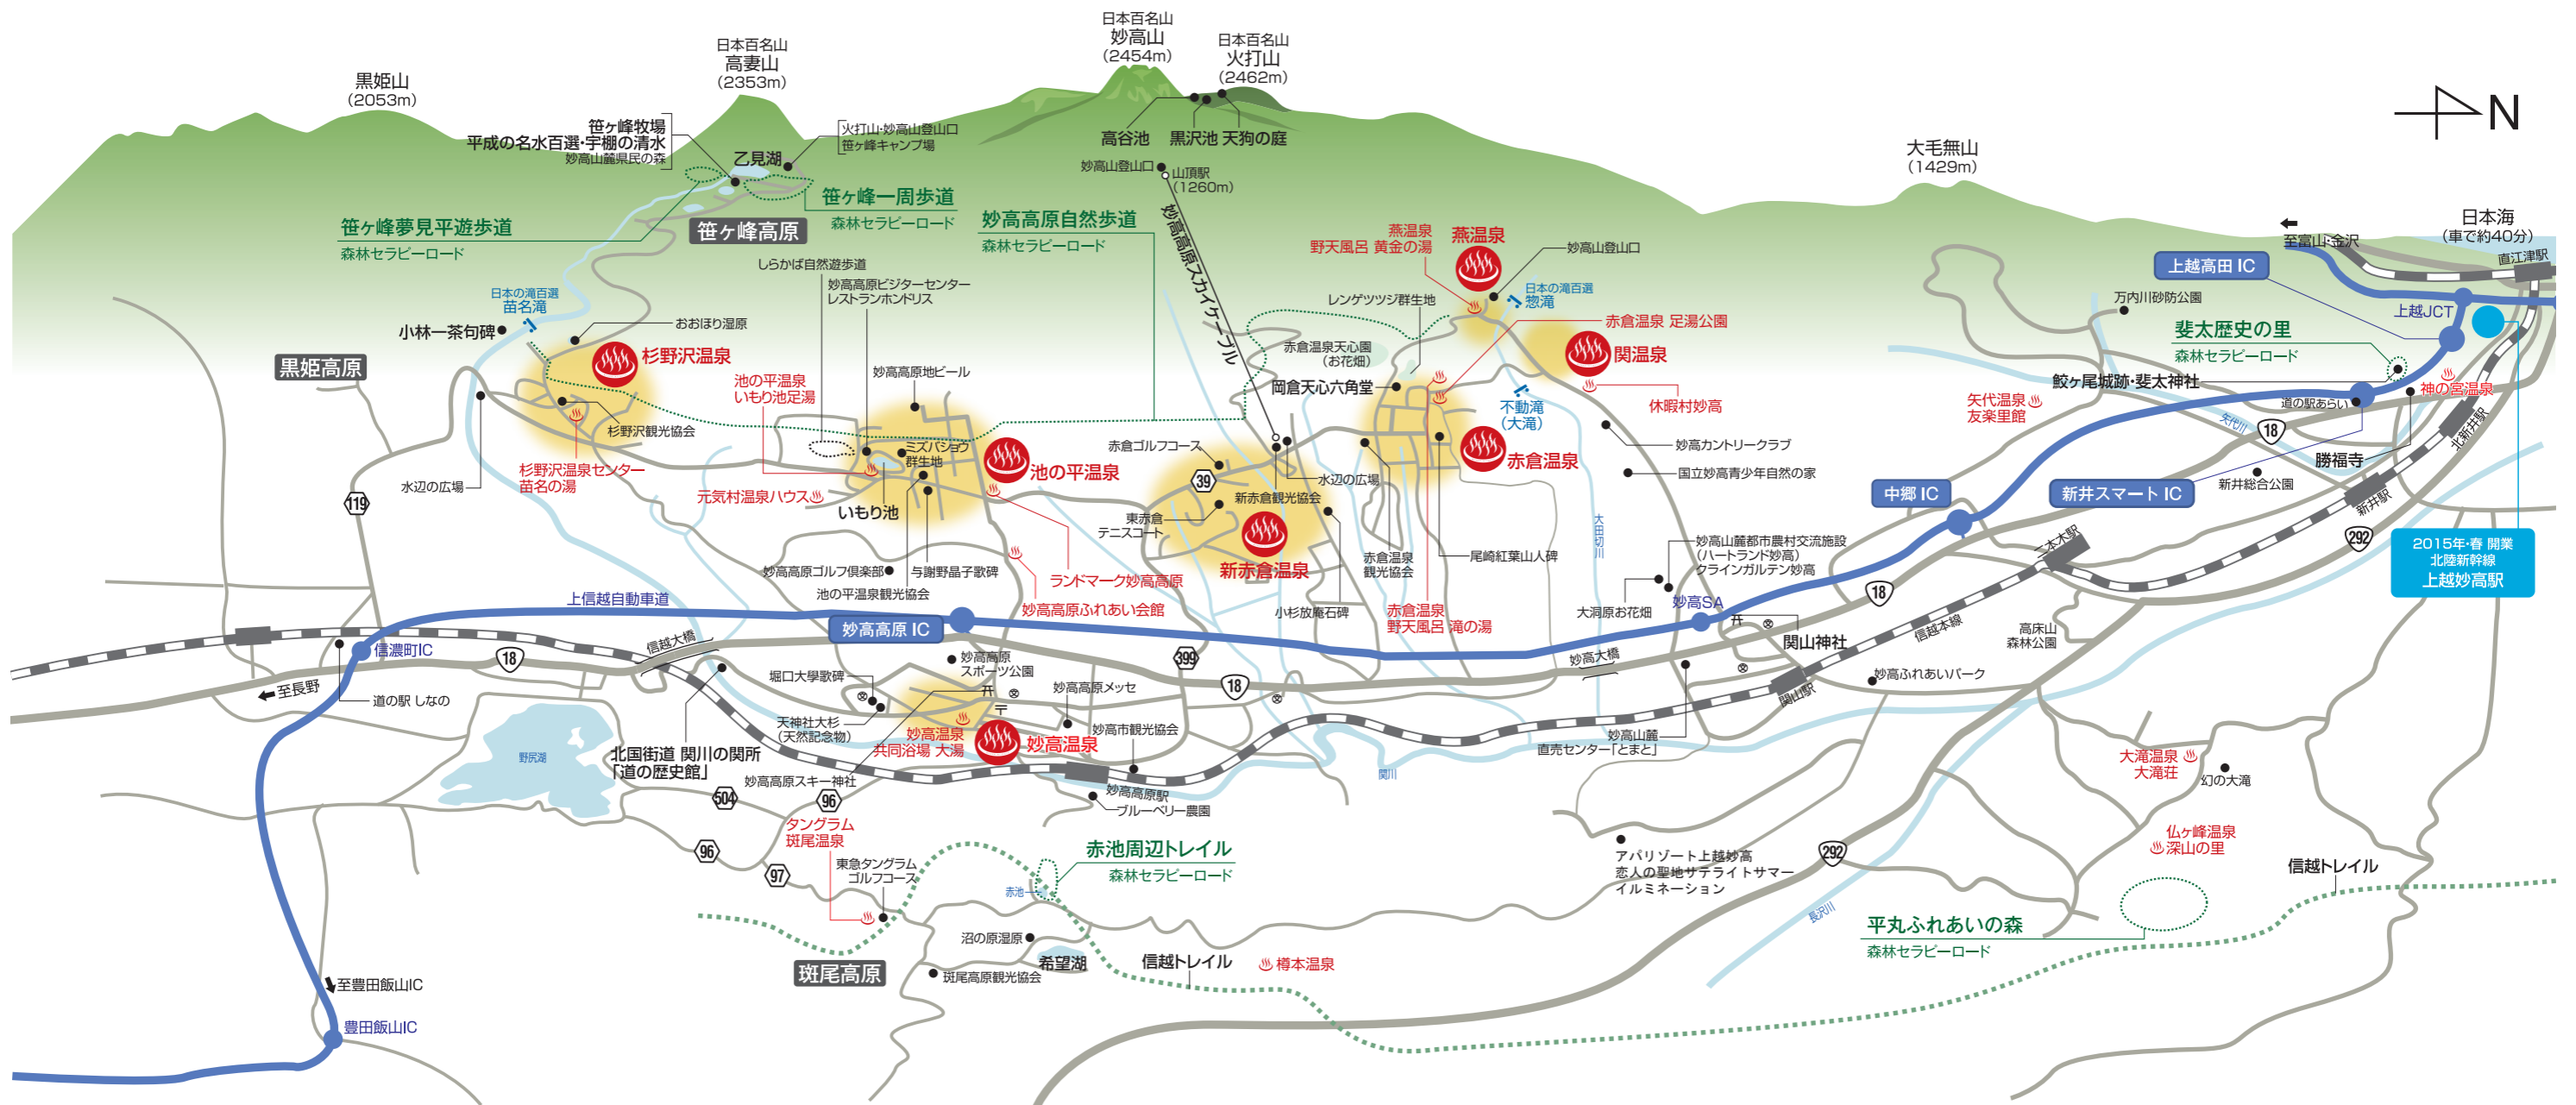 日本百名山
妙高山
(2454m)
日本百名山
火打山
(2462m)
日本百名山
高妻山
(2353m)
黒姫山
(2053m)
笹ヶ峰牧場
平成の名水百選・宇棚の清水
妙高山麓県民の森
火打山・妙高山登山口
笹ヶ峰キャンプ場
乙見湖
高谷池
黒沢池
天狗の庭
妙高山登山口
山頂駅
(1260m)
大毛無山
(1429m)
N
笹ヶ峰夢見平遊歩道
森林セラピーロード
笹ヶ峰一周歩道
森林セラピーロード
笹ヶ峰高原
妙高高原自然歩道
森林セラピーロード
妙高高原スカイケーブル
燕温泉
野天風呂 黄金の湯
燕温泉
妙高山登山口
日本の滝百選
惣滝
日本海
(車で約40分)
至富山・金沢
直江津駅
上越高田 IC
上越JCT
万内川砂防公園
斐太歴史の里
森林セラピーロード
鮫ヶ尾城跡・斐太神社
神の宮温泉
道の駅あらい
矢代温泉
友楽里館
矢代川
18
北新井駅
勝福寺
新井総合公園
新井駅
292
新井スマート IC
中郷 IC
2015年・春 開業
北陸新幹線
上越妙高駅
しらかば自然遊歩道
妙高高原ビジターセンター
レストランホンドリス
日本の滝百選
苗名滝
小林一茶句碑
おおほり湿原
黒姫高原
杉野沢温泉
杉野沢観光協会
杉野沢温泉センター
苗名の湯
水辺の広場
119
池の平温泉
いもり池足湯
妙高高原地ビール
ミズバショウ
群生地
池の平温泉
元気村温泉ハウス
いもり池
妙高高原ゴルフ倶楽部
与謝野晶子歌碑
池の平温泉観光協会
ランドマーク妙高高原
妙高高原ふれあい会館
レンゲツツジ群生地
赤倉温泉天心園
(お花畑)
岡倉天心六角堂
赤倉温泉 足湯公園
関温泉
不動滝
(大滝)
休暇村妙高
赤倉温泉
妙高カントリークラブ
国立妙高青少年自然の家
赤倉ゴルフコース
39
水辺の広場
新赤倉観光協会
東赤倉
テニスコート
新赤倉温泉
小杉放庵石碑
赤倉温泉
観光協会
尾崎紅葉山人碑
大田切川
赤倉温泉
野天風呂 滝の湯
妙高山麓都市農村交流施設
(ハートランド妙高)
クラインガルテン妙高
大洞原お花畑
妙高SA
二本木駅
18
信越本線
高床山
森林公園
関山神社
関山駅
妙高ふれあいパーク
上信越自動車道
妙高高原 IC
信濃町IC
18
信越大橋
至長野
道の駅 しなの
野尻湖
北国街道 関川の関所
「道の歴史館」
堀口大學歌碑
天神社大杉
(天然記念物)
妙高高原
スポーツ公園
妙高高原メッセ
妙高温泉
共同浴場 大湯
妙高温泉
妙高高原スキー神社
妙高市観光協会
妙高高原駅
ブルーベリー農園
399
18
妙高大橋
妙高山麓
直売センター「とまと」
関川
504
96
96
97
タングラム
斑尾温泉
東急タングラム
ゴルフコース
赤池周辺トレイル
森林セラピーロード
赤池
沼の原湿原
希望湖
斑尾高原
斑尾高原観光協会
信越トレイル
樽本温泉
アパリゾート上越妙高
恋人の聖地サテライトサマー
イルミネーション
292
長沢川
大滝温泉
大滝荘
幻の大滝
仏ヶ峰温泉
深山の里
信越トレイル
平丸ふれあいの森
森林セラピーロード
至豊田飯山IC
豊田飯山IC